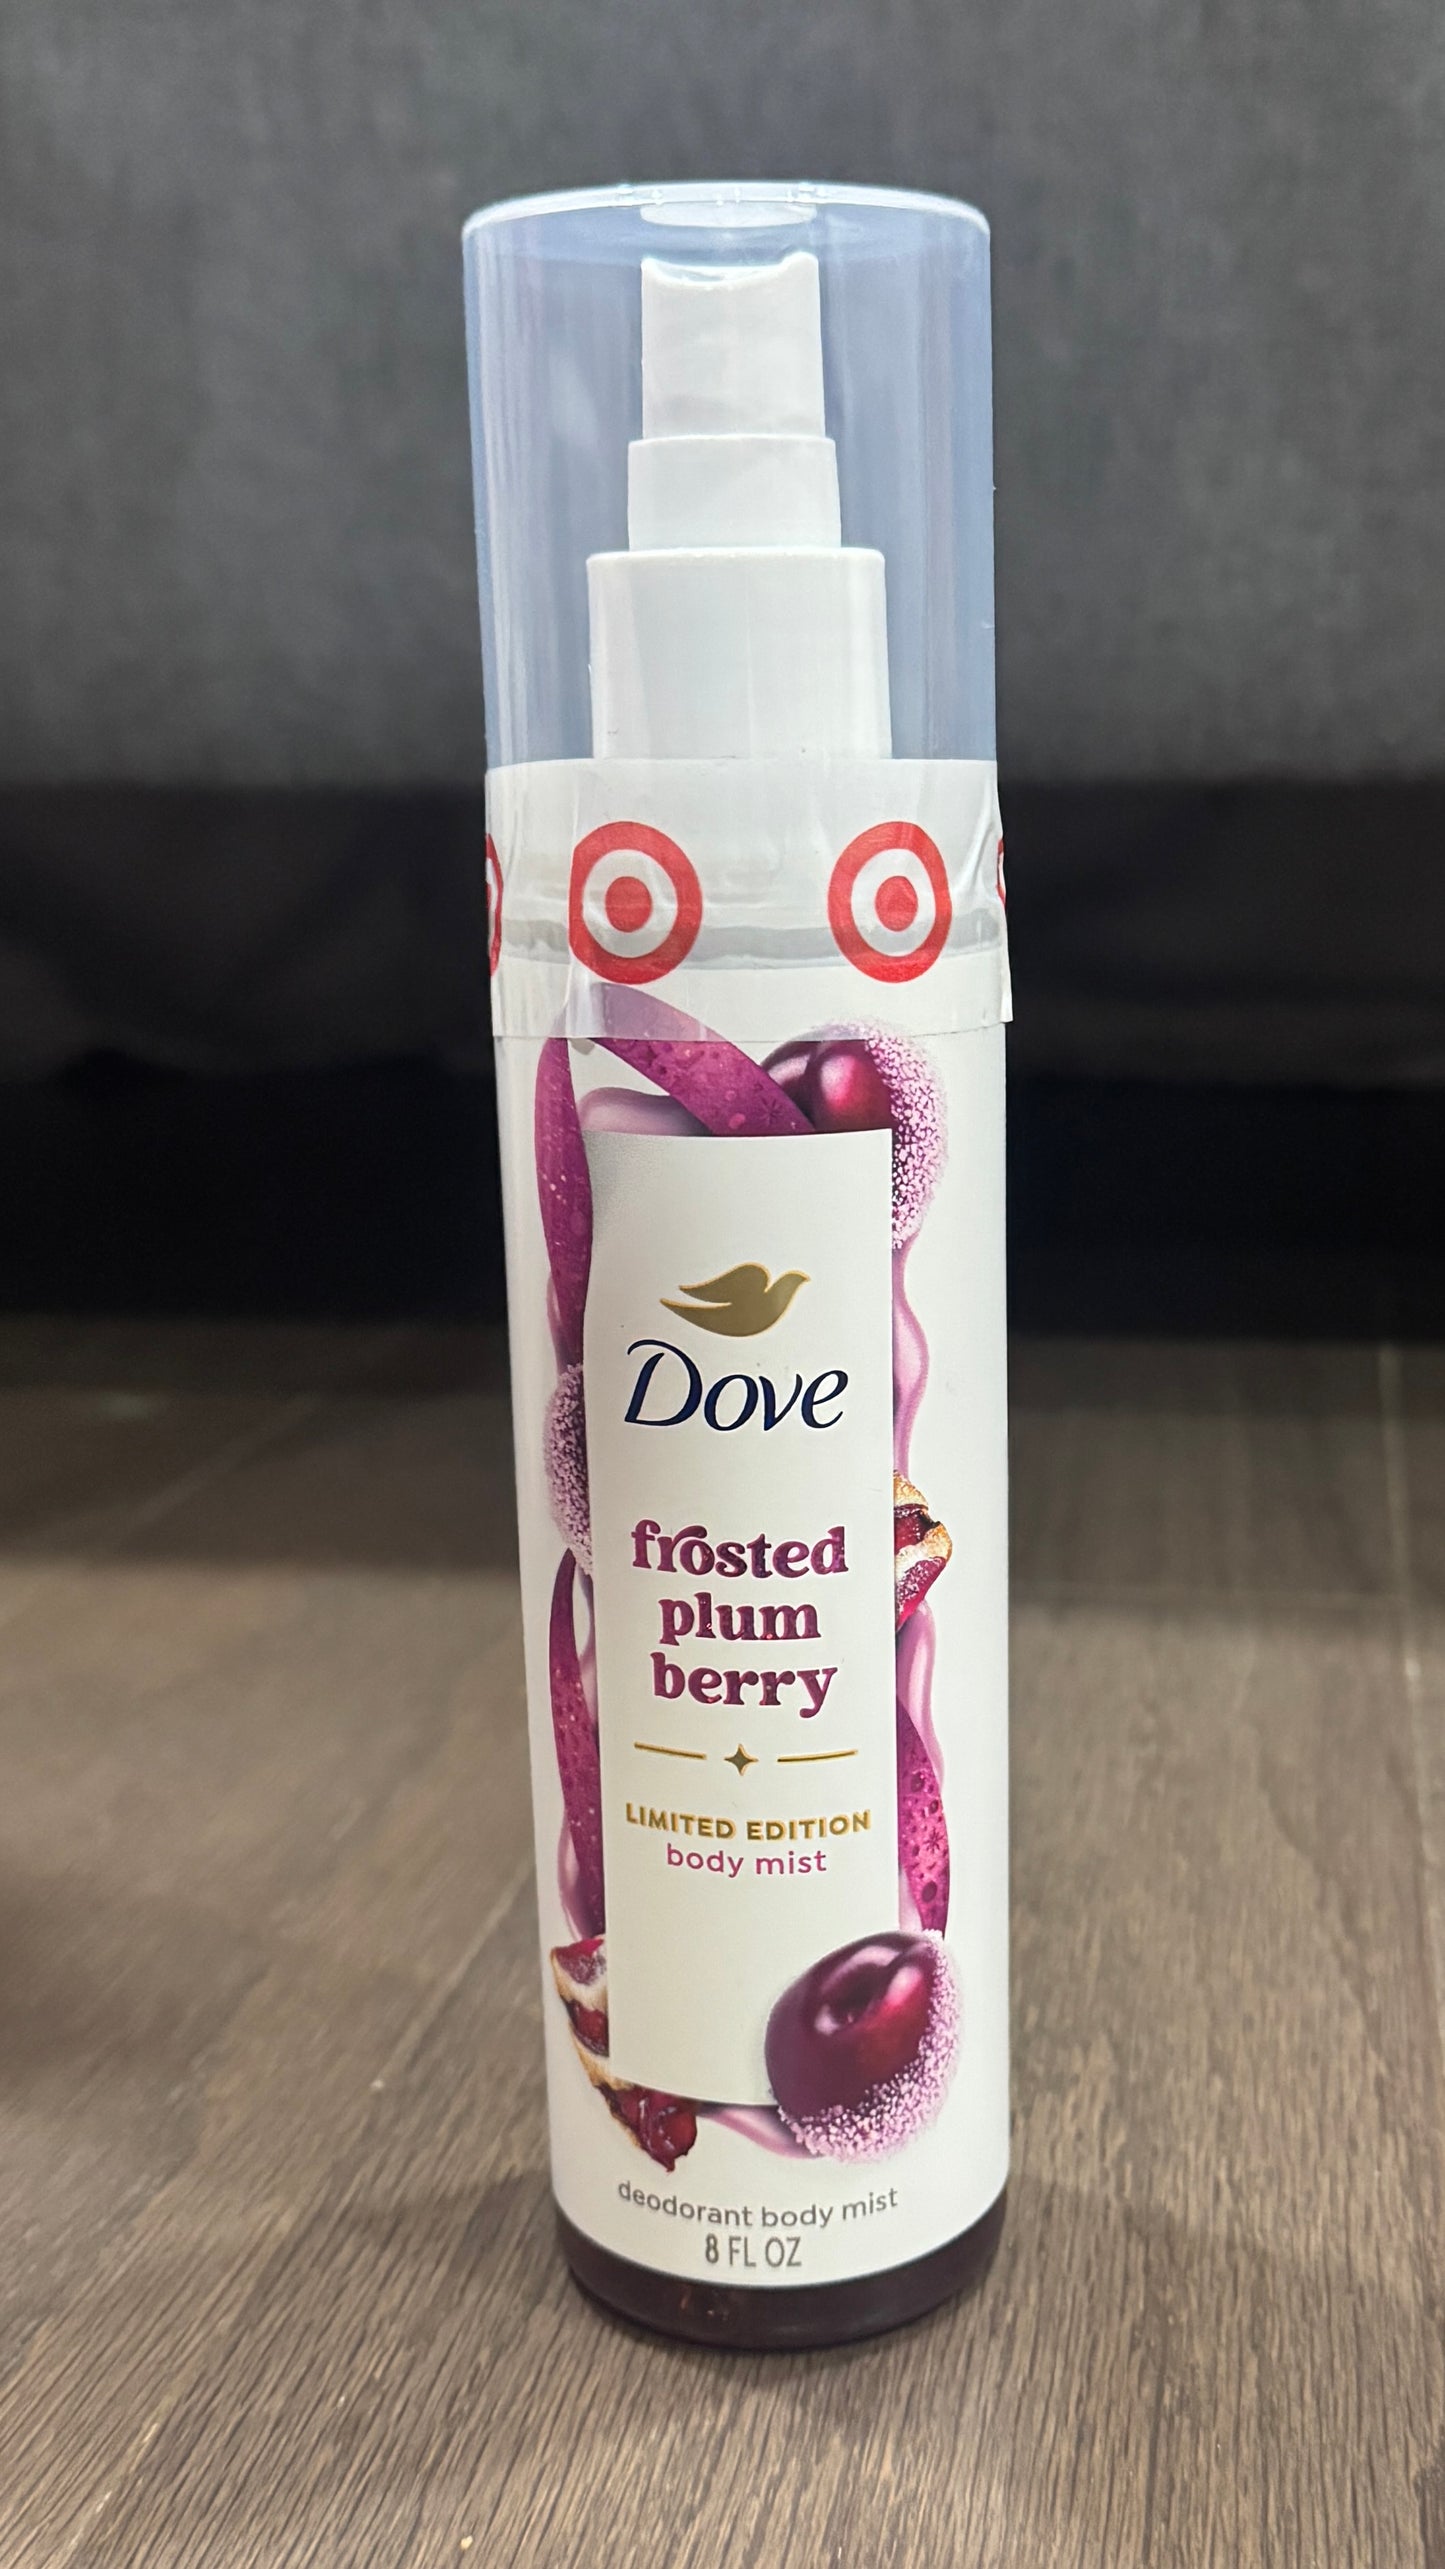 Dove
frosted
plum
berry
LIMITED EDITION
body mist
deodorant body mist
8 FL OZ